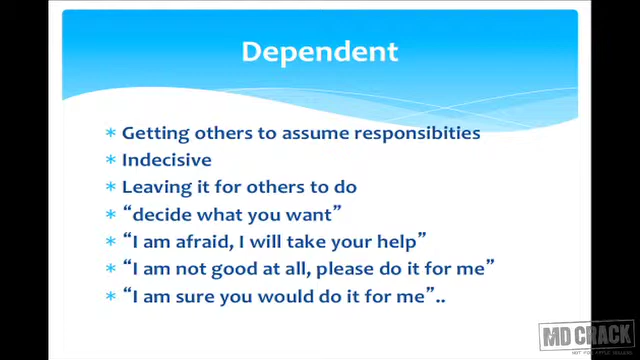 Dependent
Getting others to assume responsibities
Indecisive
Leaving it for others to do
“decide what you want”
“I am afraid, I will take your help”
“I am not good at all, please do it for me”
“I am sure you would do it for me”..
MD CRACK